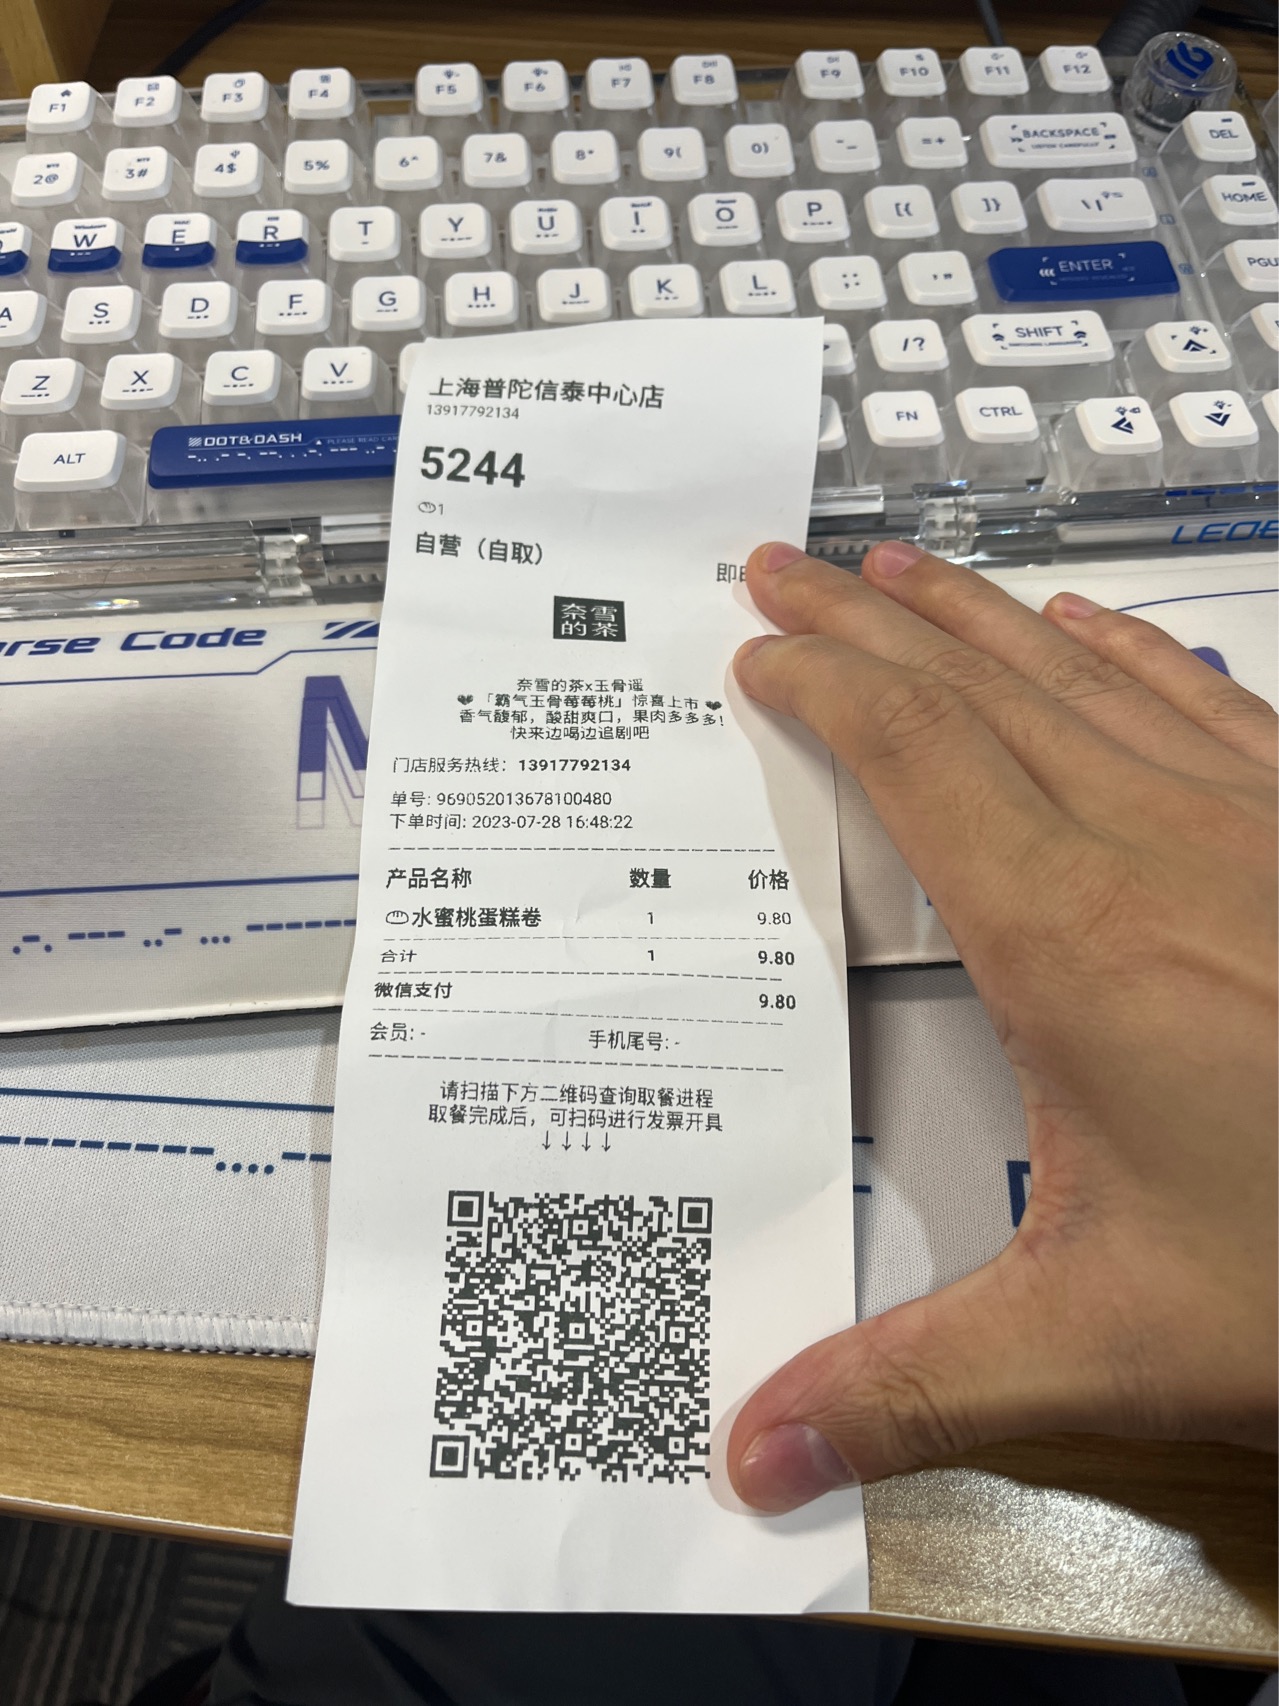 F1 F2 F3 F4 F5 F6 F7 F8 F9 F10 F11 F12
2@ 3# 4$ 5% 6^ 7& 8* 9( 0) -_ =+ BACKSPACE DEL
W E R T Y U I O P [{ ]} \| HOME
A S D F G H J K L ;: '" ENTER PGU
Z X C V /? SHIFT
ALT DOT&DASH FN CTRL
上海普陀信泰中心店
13917792134
5244
1
自营（自取）
即时
奈雪
的茶
奈雪的茶x玉骨遥
「霸气玉骨莓莓桃」惊喜上市
香气馥郁，酸甜爽口，果肉多多多！
快来边喝边追剧吧
门店服务热线：13917792134
单号: 969052013678100480
下单时间: 2023-07-28 16:48:22
产品名称 数量 价格
水蜜桃蛋糕卷 1 9.80
合计 1 9.80
微信支付 9.80
会员: - 手机尾号: -
请扫描下方二维码查询取餐进程
取餐完成后，可扫码进行发票开具
↓↓↓↓
rse Code
M